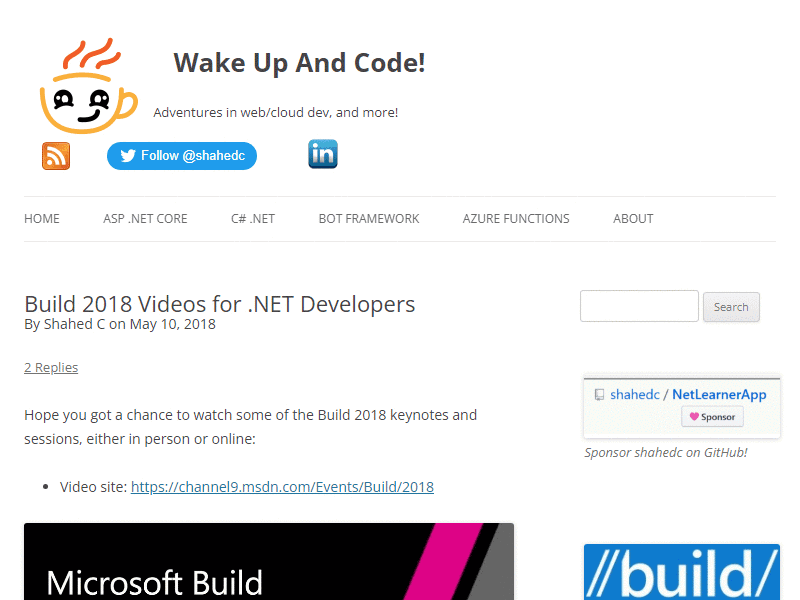 Wake Up And Code!
Adventures in web/cloud dev, and more!
Follow @shahedc
in
HOME ASP .NET CORE C# .NET BOT FRAMEWORK AZURE FUNCTIONS ABOUT
Build 2018 Videos for .NET Developers
By Shahed C on May 10, 2018
2 Replies
Hope you got a chance to watch some of the Build 2018 keynotes and
sessions, either in person or online:
• Video site: https://channel9.msdn.com/Events/Build/2018
Microsoft Build
Search
shahedc / NetLearnerApp
Sponsor
Sponsor shahedc on GitHub!
//build/